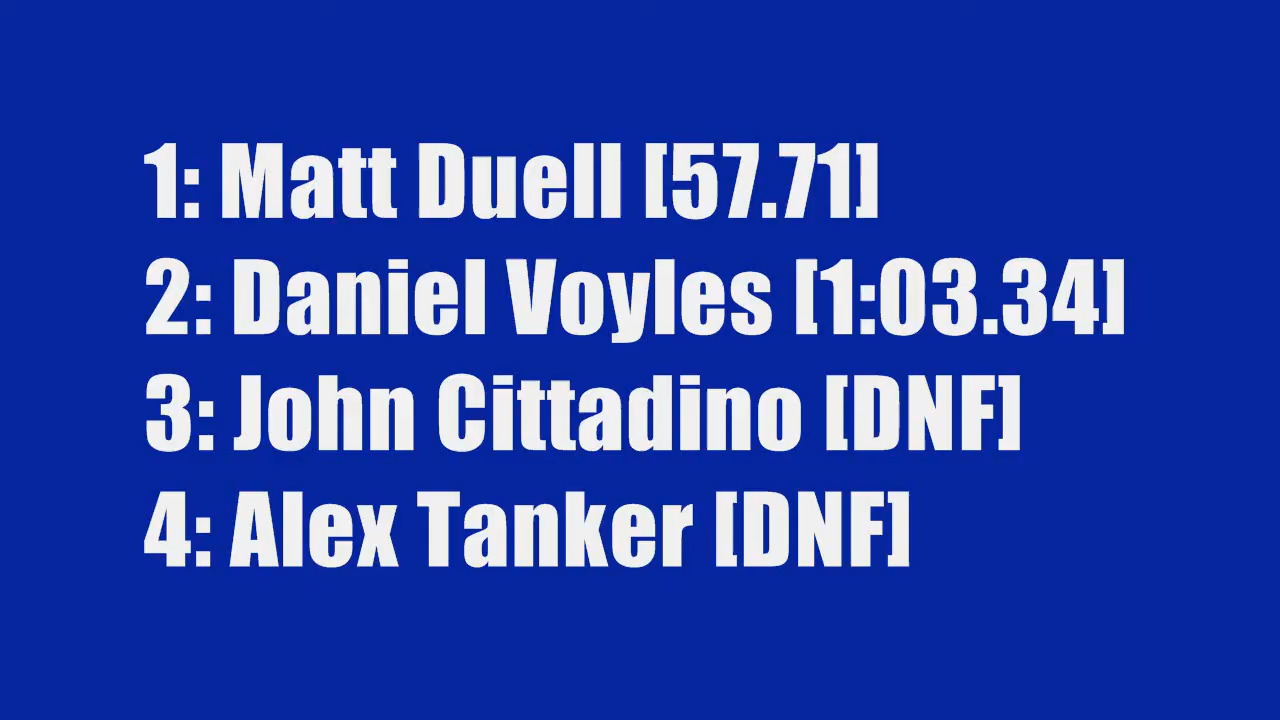 1: Matt Duell [57.71]
2: Daniel Voyles [1:03.34]
3: John Cittadino [DNF]
4: Alex Tanker [DNF]